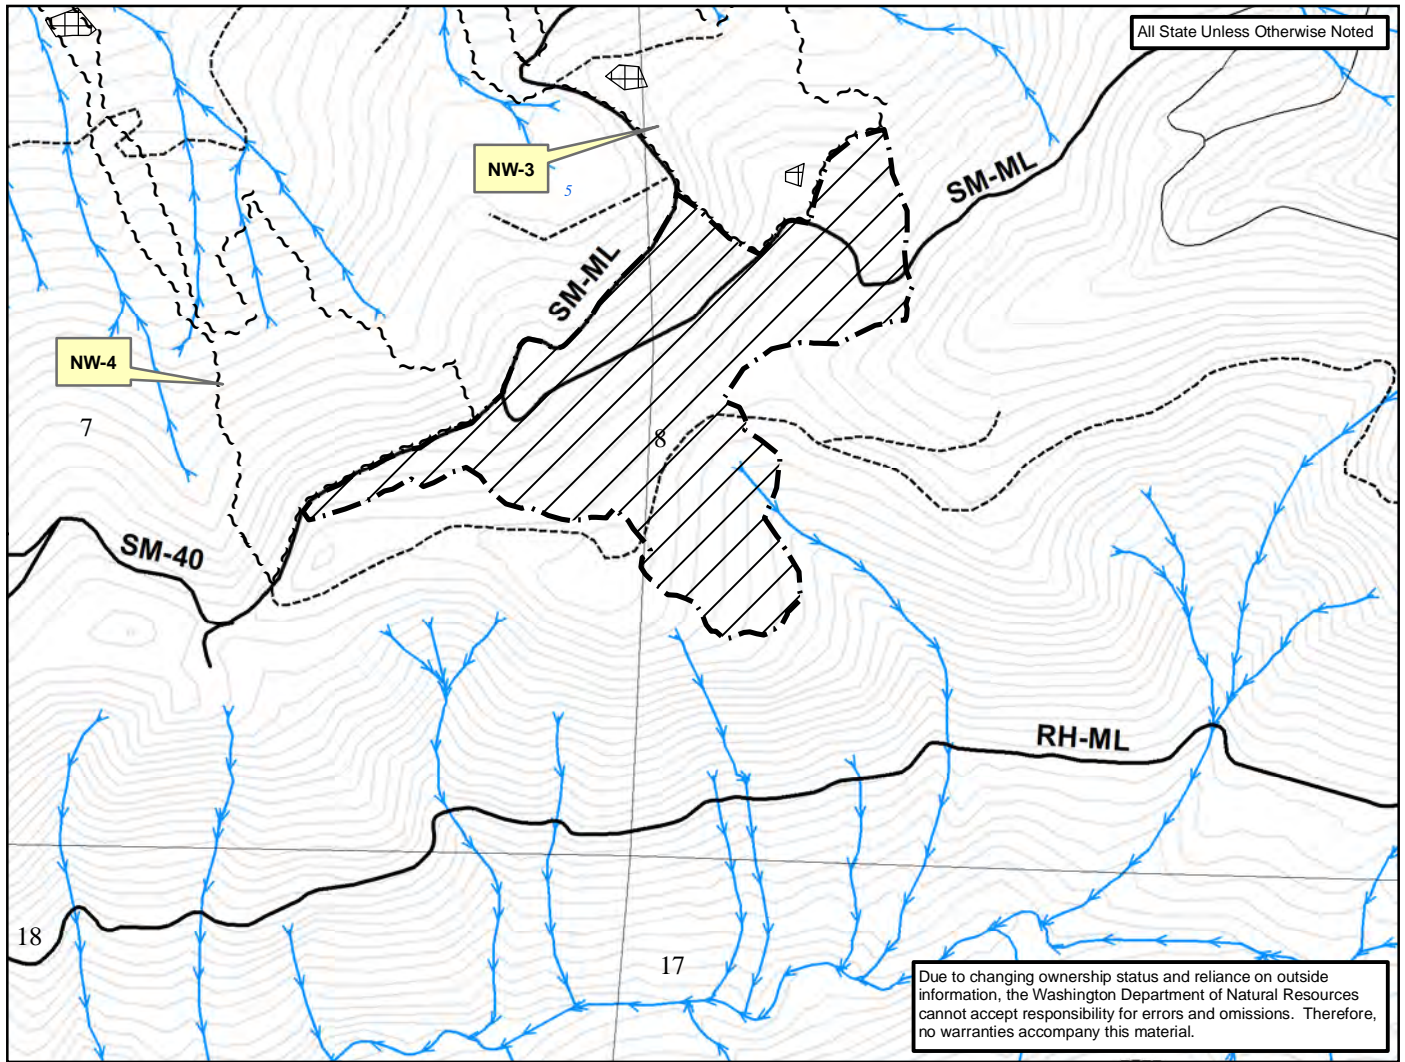 All State Unless Otherwise Noted
NW-3
5
SM-ML
SM-ML
NW-4
7
8
SM-40
RH-ML
18
17
Due to changing ownership status and reliance on outside
information, the Washington Department of Natural Resources
cannot accept responsibility for errors and omissions. Therefore,
no warranties accompany this material.